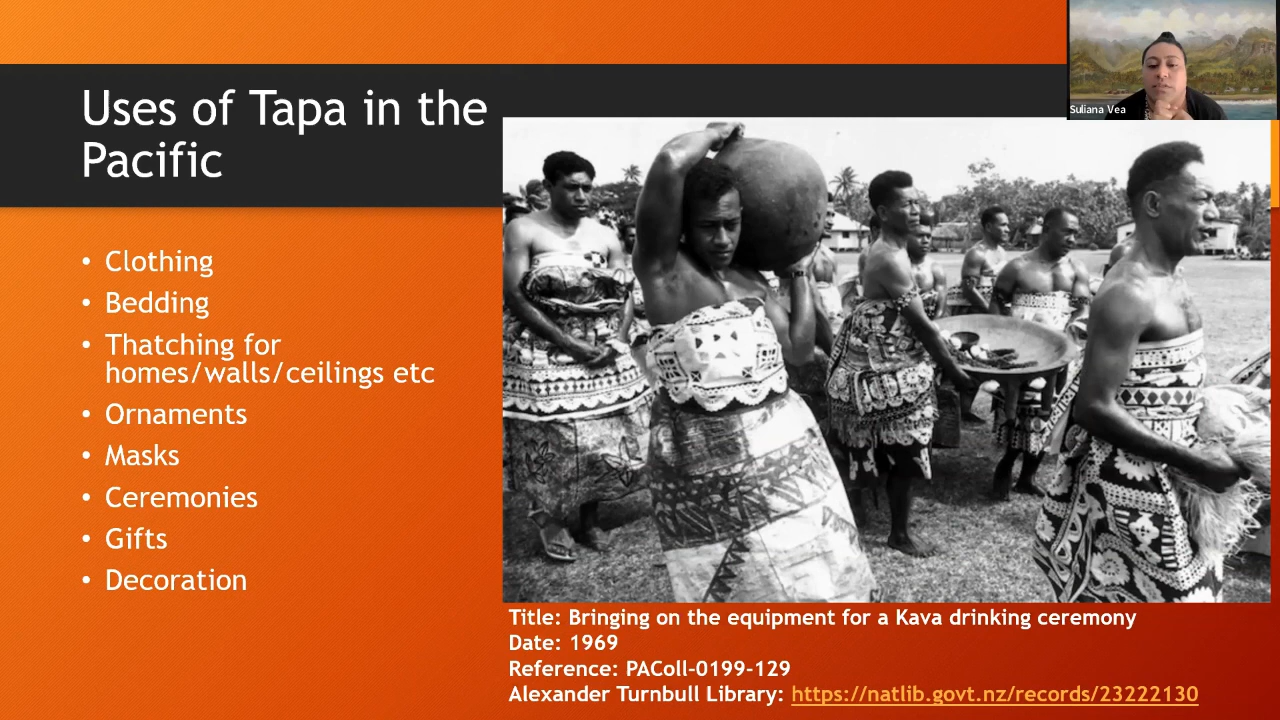 Uses of Tapa in the
Pacific
• Clothing
• Bedding
• Thatching for
homes/walls/ceilings etc
• Ornaments
• Masks
• Ceremonies
• Gifts
• Decoration
Suliana Vea
Title: Bringing on the equipment for a Kava drinking ceremony
Date: 1969
Reference: PAColl-0199-129
Alexander Turnbull Library: https://natlib.govt.nz/records/23222130